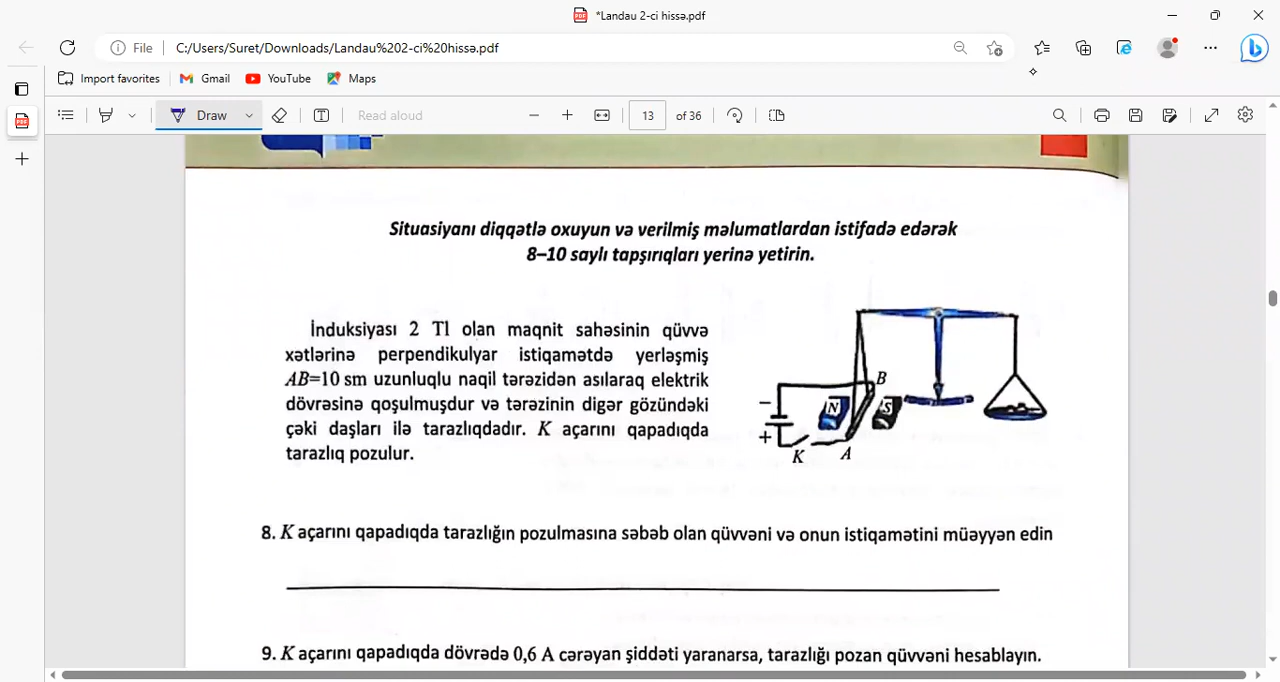 *Landau 2-ci hissə.pdf
File
C:/Users/Suret/Downloads/Landau%202-ci%20hissə.pdf
Import favorites
Gmail
YouTube
Maps
Draw
Read aloud
13 of 36
Situasiyanı diqqətlə oxuyun və verilmiş məlumatlardan istifadə edərək
8–10 saylı tapşırıqları yerinə yetirin.
İnduksiyası 2 Tl olan maqnit sahəsinin qüvvə
xətlərinə perpendikulyar istiqamətdə yerləşmiş
AB=10 sm uzunluqlu naqil tərəzidən asılaraq elektrik
dövrəsinə qoşulmuşdur və tərəzinin digər gözündəki
çəki daşları ilə tarazlıqdadır. K açarını qapadıqda
tarazlıq pozulur.
B
−
N
S
+
K
A
8. K açarını qapadıqda tarazlığın pozulmasına səbəb olan qüvvəni və onun istiqamətini müəyyən edin
9. K açarını qapadıqda dövrədə 0,6 A cərəyan şiddəti yaranarsa, tarazlığı pozan qüvvəni hesablayın.